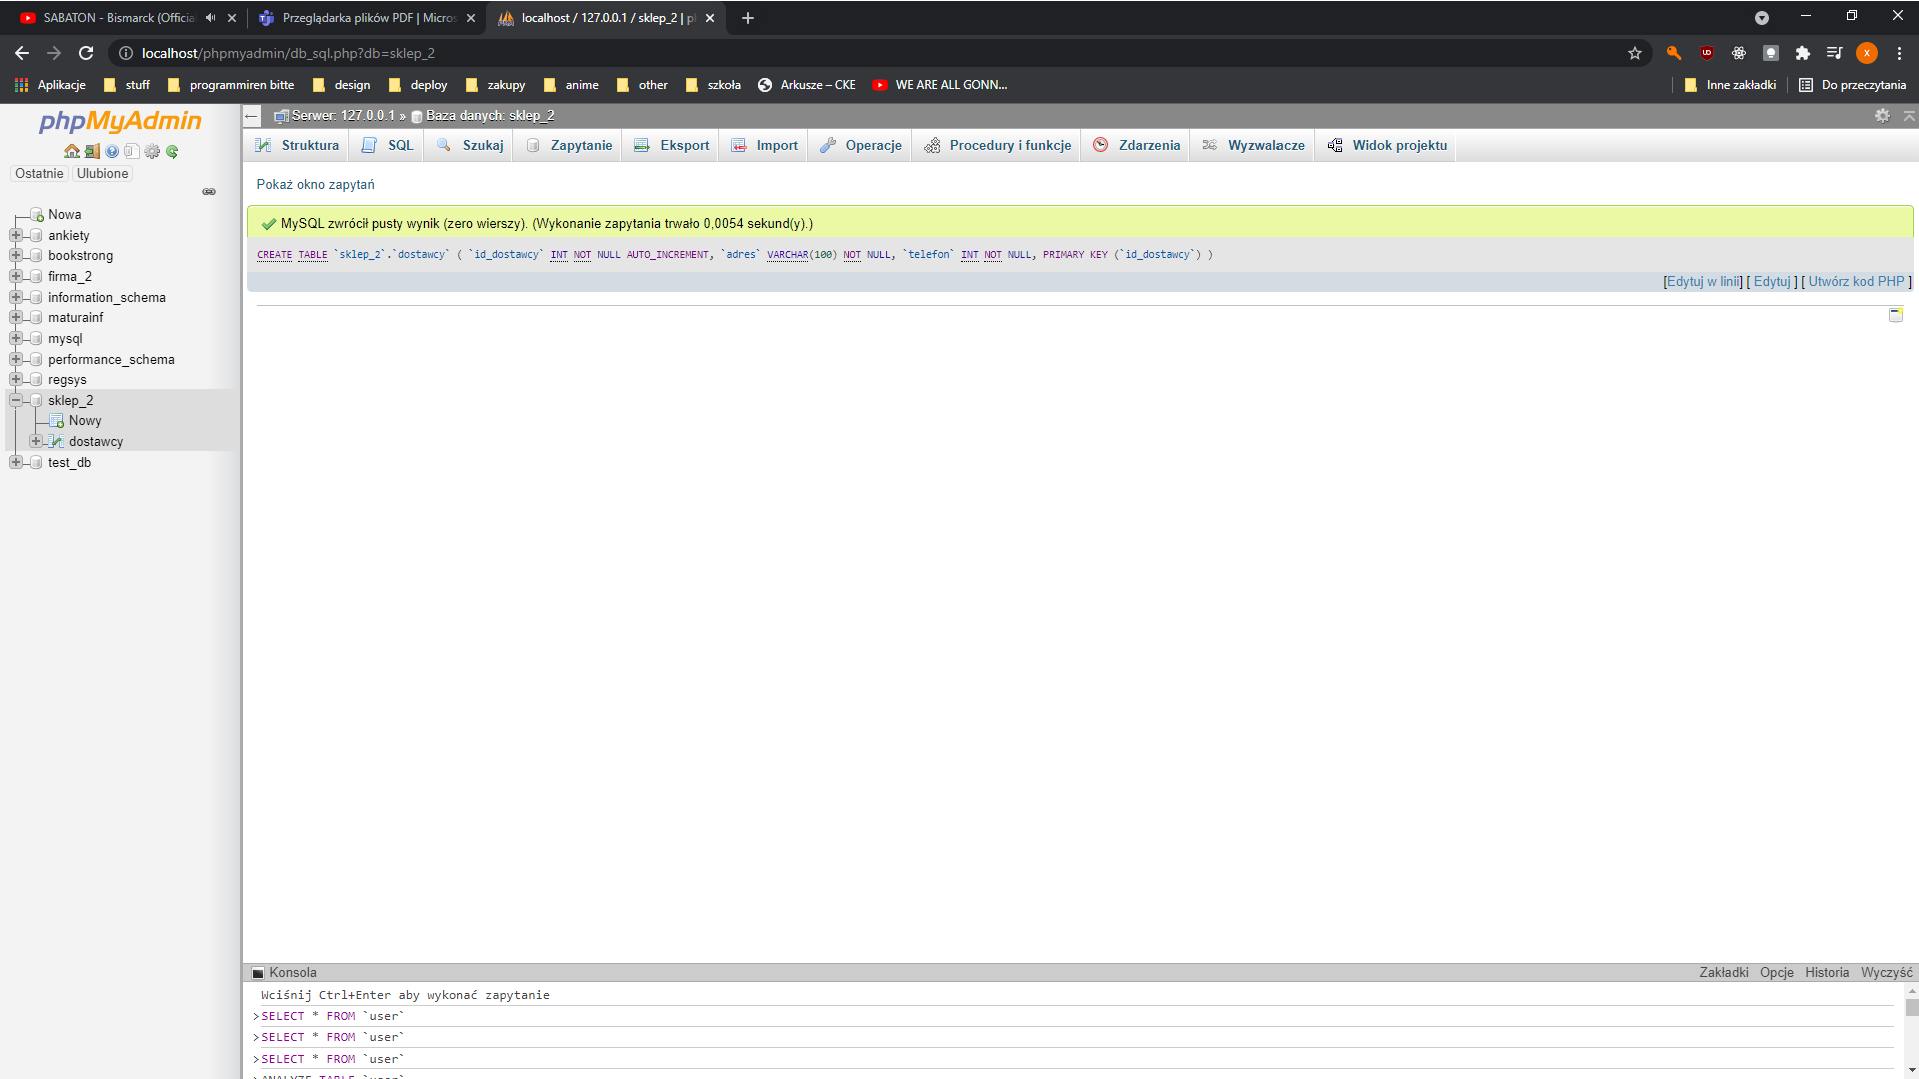 SABATON - Bismarck (Officia
Przeglądarka plików PDF | Micros
localhost / 127.0.0.1 / sklep_2 | p
localhost/phpmyadmin/db_sql.php?db=sklep_2
X
Aplikacje
stuff
programmiren bitte
design
deploy
zakupy
anime
other
szkoła
Arkusze – CKE
WE ARE ALL GONN...
Inne zakładki
Do przeczytania
phpMyAdmin
Ostatnie
Ulubione
Nowa
ankiety
bookstrong
firma_2
information_schema
maturainf
mysql
performance_schema
regsys
sklep_2
Nowy
dostawcy
test_db
Serwer: 127.0.0.1 » Baza danych: sklep_2
Struktura
SQL
Szukaj
Zapytanie
Eksport
Import
Operacje
Procedury i funkcje
Zdarzenia
Wyzwalacze
Widok projektu
Pokaż okno zapytań
MySQL zwrócił pusty wynik (zero wierszy). (Wykonanie zapytania trwało 0,0054 sekund(y).)
CREATE TABLE `sklep_2`.`dostawcy` ( `id_dostawcy` INT NOT NULL AUTO_INCREMENT, `adres` VARCHAR(100) NOT NULL, `telefon` INT NOT NULL, PRIMARY KEY (`id_dostawcy`) )
[Edytuj w linii] [ Edytuj ] [ Utwórz kod PHP ]
Konsola
Zakładki
Opcje
Historia
Wyczyść
Wciśnij Ctrl+Enter aby wykonać zapytanie
>SELECT * FROM `user`
>SELECT * FROM `user`
>SELECT * FROM `user`
>ANALYZE TABLE `user`